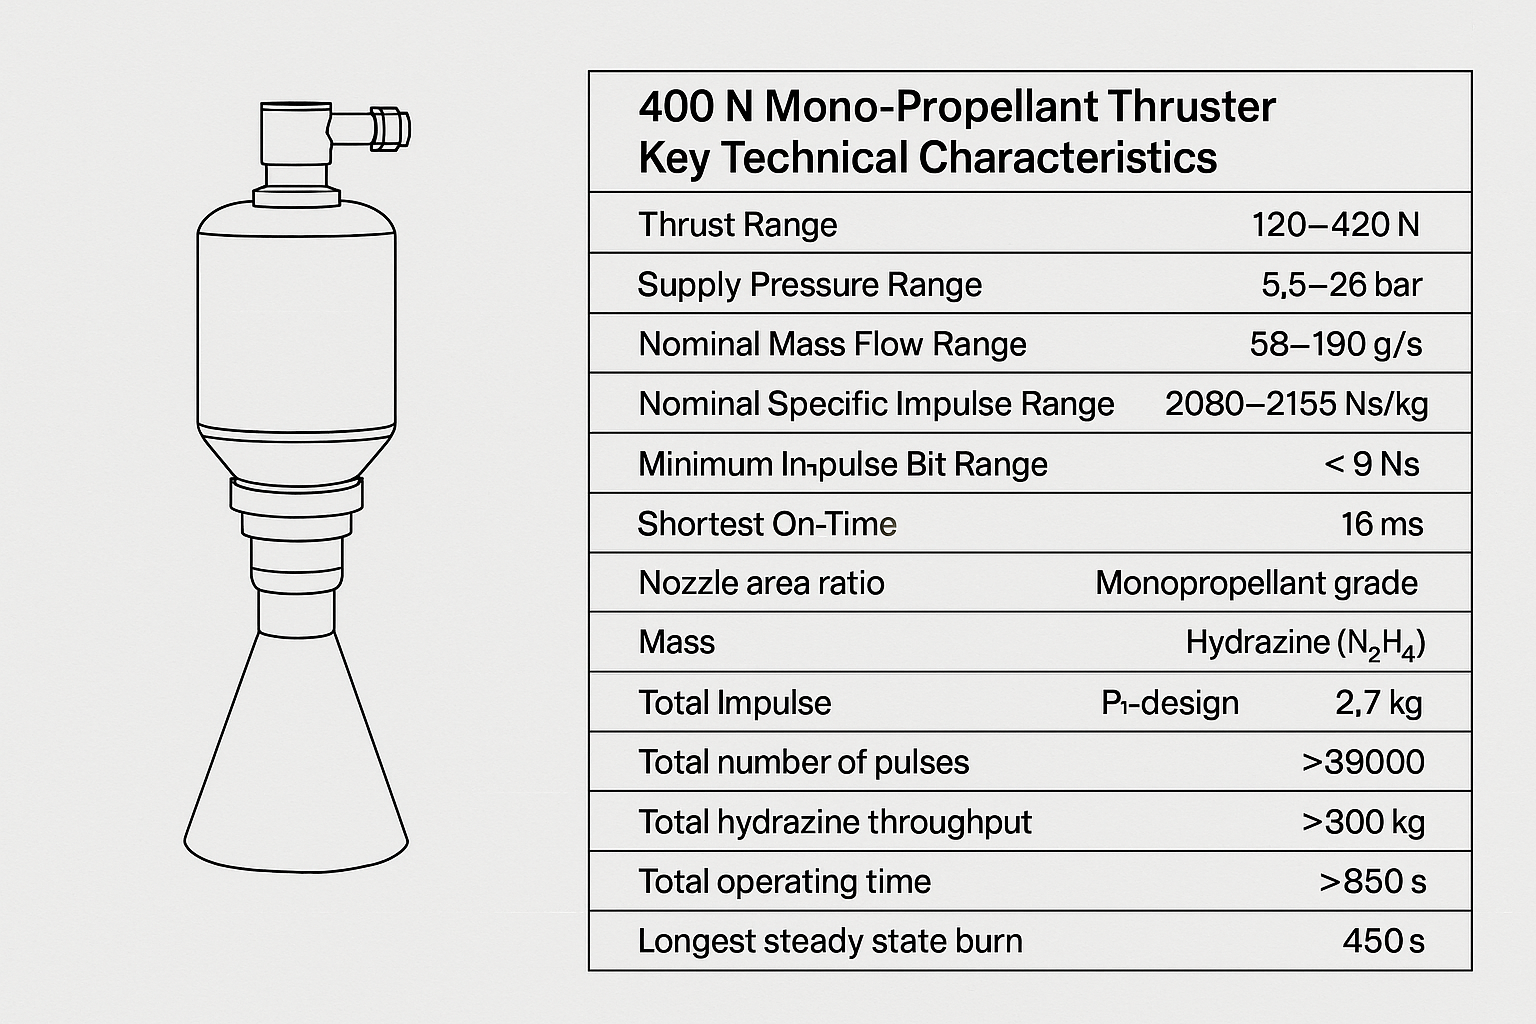 400 N Mono-Propellant Thruster
Key Technical Characteristics
Thrust Range 120–420 N
Supply Pressure Range 5,5–26 bar
Nominal Mass Flow Range 58–190 g/s
Nominal Specific Impulse Range 2080–2155 Ns/kg
Minimum In-pulse Bit Range < 9 Ns
Shortest On-Time 16 ms
Nozzle area ratio Monopropellant grade
Mass Hydrazine (N₂H₄)
Total Impulse P₁-design 2,7 kg
Total number of pulses >39000
Total hydrazine throughput >300 kg
Total operating time >850 s
Longest steady state burn 450 s